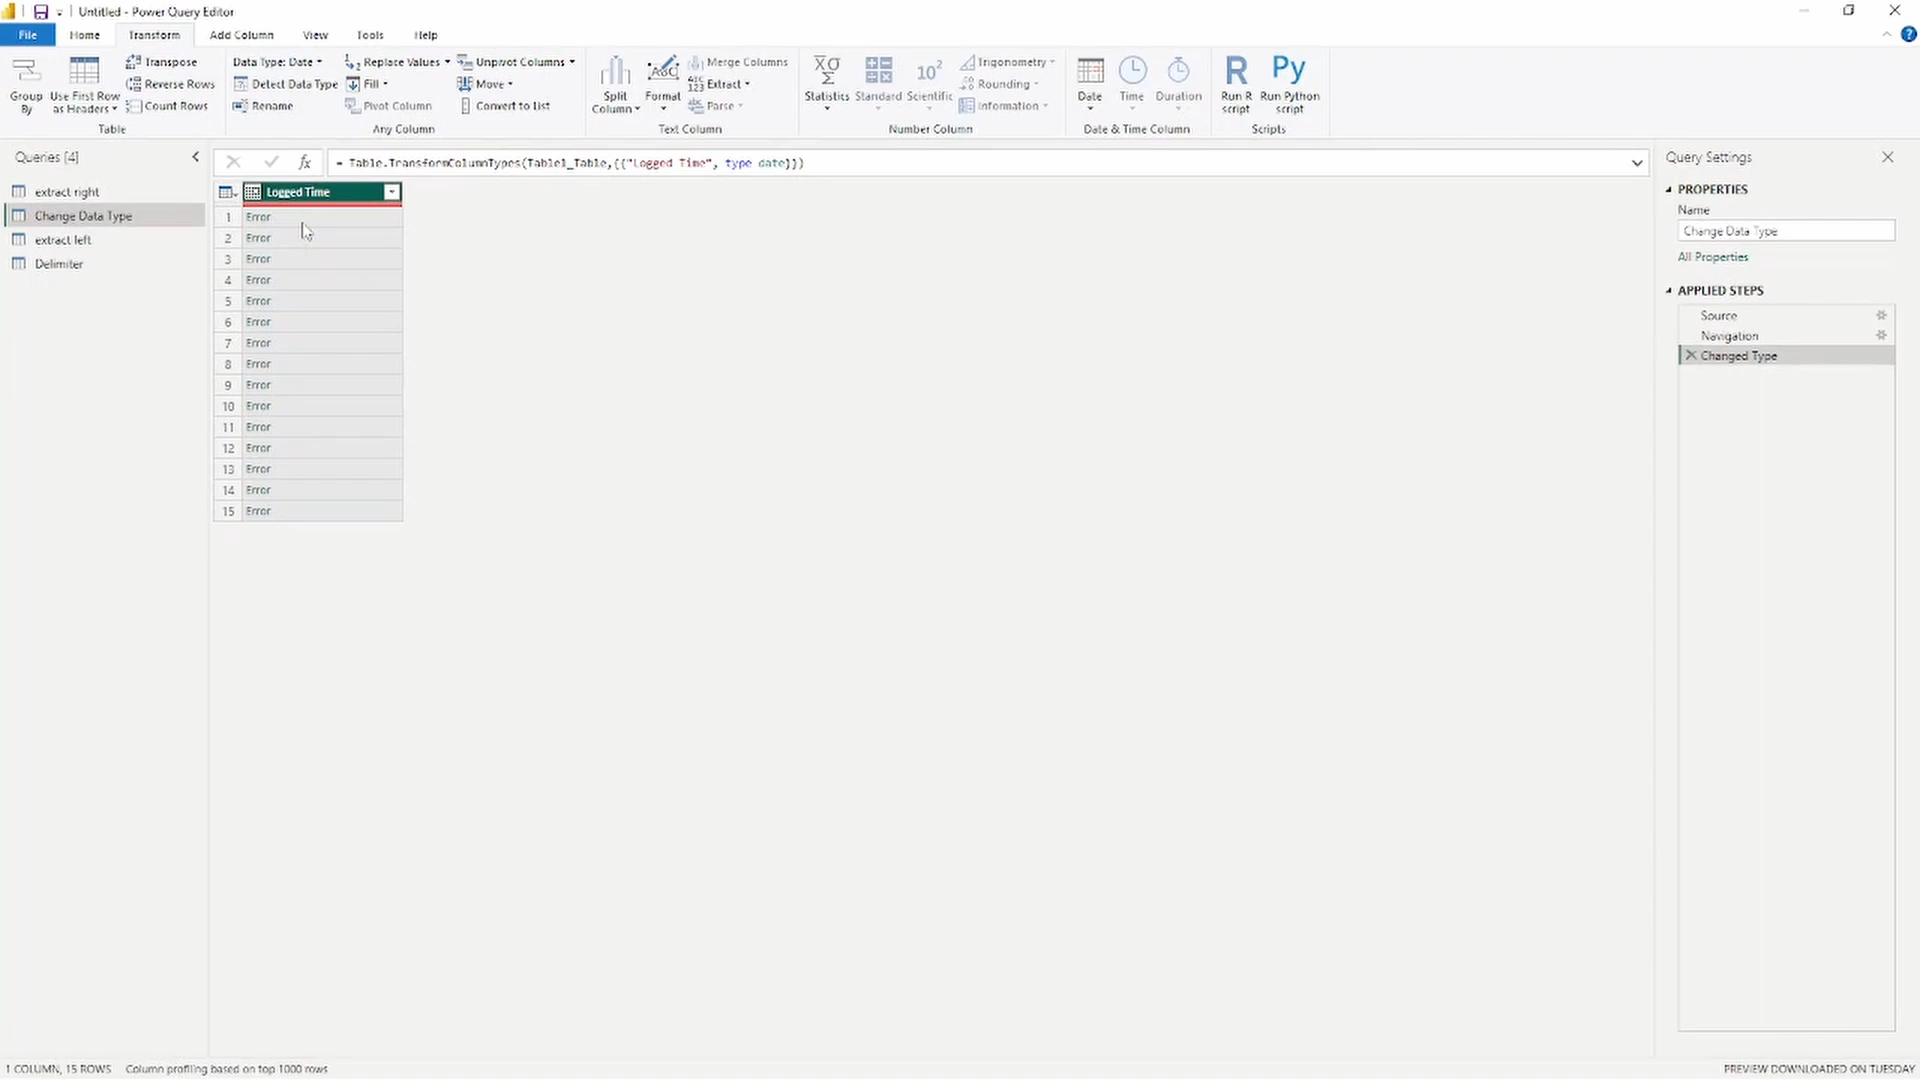 Untitled - Power Query Editor
File Home Transform Add Column View Tools Help
Group By
Use First Row as Headers
Transpose
Reverse Rows
Count Rows
Table
Data Type: Date
Detect Data Type
Rename
Replace Values
Fill
Pivot Column
Unpivot Columns
Move
Convert to List
Any Column
Split Column
Format
ABC
Merge Columns
ABC 123 Extract
abc Parse
Text Column
ΧΟ Σ
Statistics
Standard
10²
Scientific
Trigonometry
Rounding
Information
Number Column
Date
Time
Duration
Date & Time Column
R
Run R script
Py
Run Python script
Scripts
?
Queries [4]
extract right
Change Data Type
extract left
Delimiter
fx
= Table.TransformColumnTypes(Table1_Table,{{"Logged Time", type date}})
Logged Time
1 Error
2 Error
3 Error
4 Error
5 Error
6 Error
7 Error
8 Error
9 Error
10 Error
11 Error
12 Error
13 Error
14 Error
15 Error
Query Settings
PROPERTIES
Name
Change Data Type
All Properties
APPLIED STEPS
Source
Navigation
Changed Type
1 COLUMN, 15 ROWS Column profiling based on top 1000 rows
PREVIEW DOWNLOADED ON TUESDAY